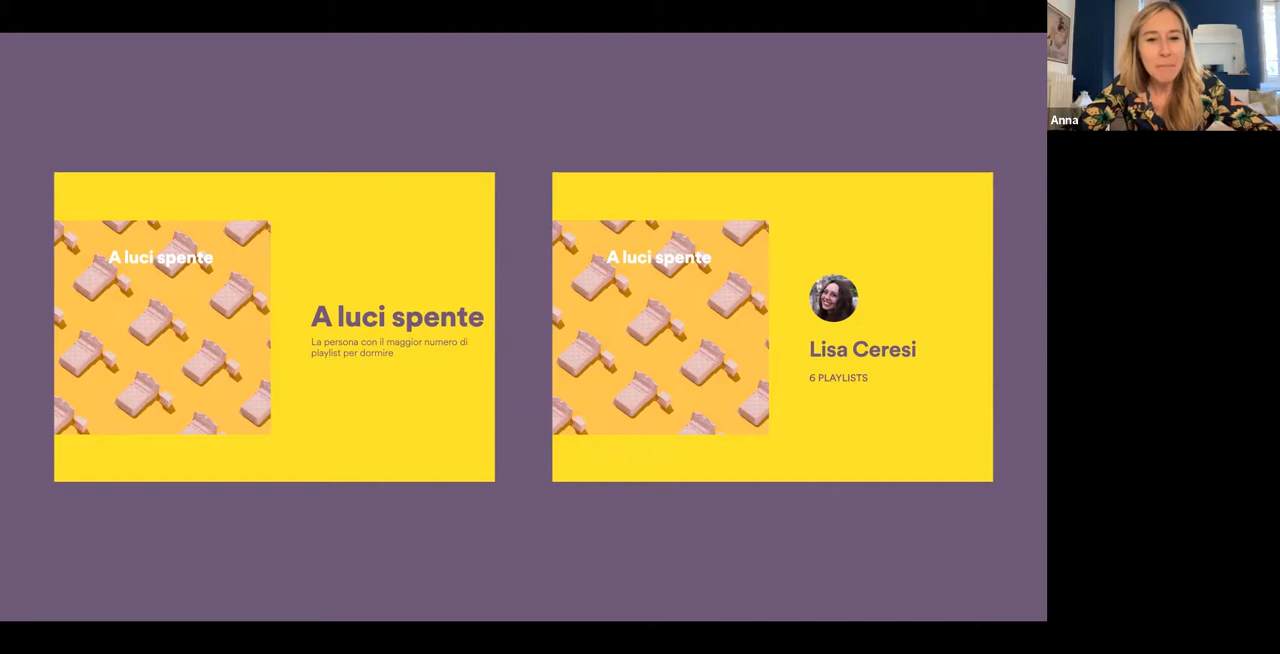 Anna
A luci spente
A luci spente
La persona con il maggior numero di
playlist per dormire
A luci spente
Lisa Ceresi
6 PLAYLISTS